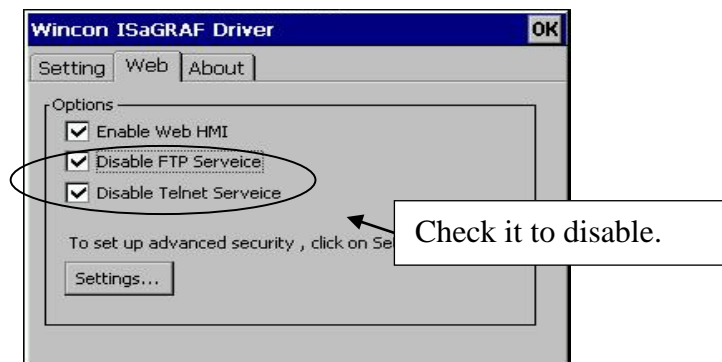 Wincon ISaGRAF Driver OK
Setting Web About
Options
Enable Web HMI
Disable FTP Serveice
Disable Telnet Serveice
Check it to disable.
To set up advanced security , click on Se
Settings...